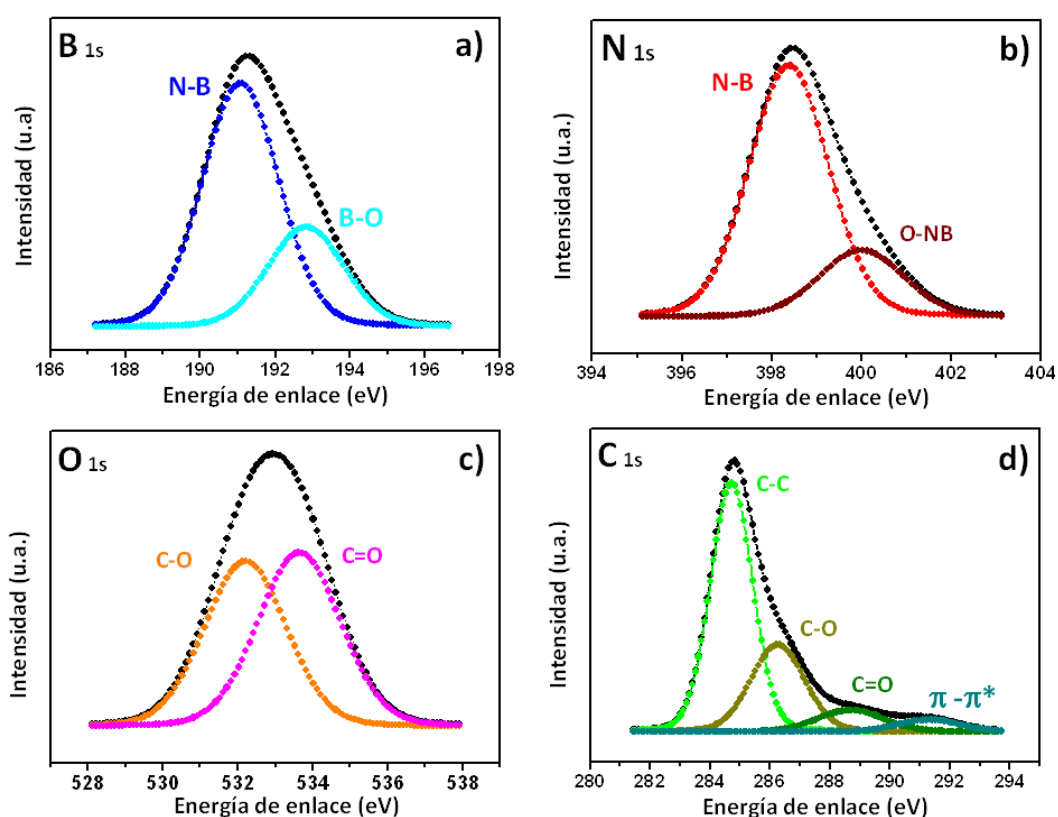 B 1s
a)
N-B
B-O
Intensidad (u.a)
186 188 190 192 194 196 198
Energía de enlace (eV)
N 1s
b)
N-B
O-NB
Intensidad (u.a.)
394 396 398 400 402 404
Energía de enlace (eV)
O 1s
c)
C-O
C=O
Intensidad (u.a.)
528 530 532 534 536 538
Energía de enlace (eV)
C 1s
d)
C-C
C-O
C=O
π -π*
Intensidad (u.a.)
280 282 284 286 288 290 292 294
Energía de enlace (eV)